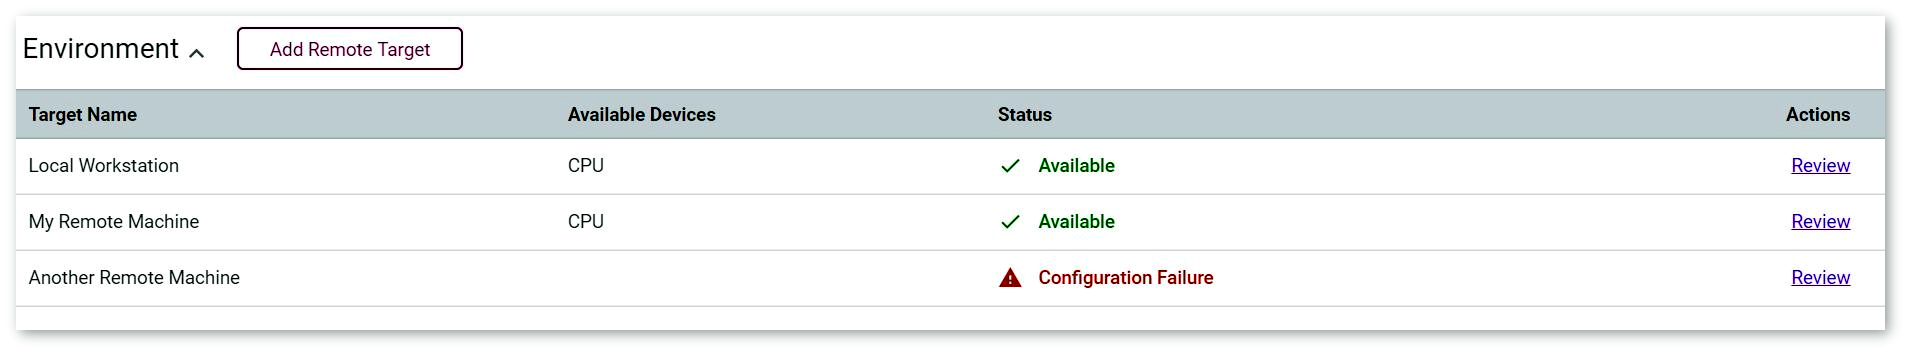 Environment Add Remote Target
Target Name Available Devices Status Actions
Local Workstation CPU Available Review
My Remote Machine CPU Available Review
Another Remote Machine Configuration Failure Review